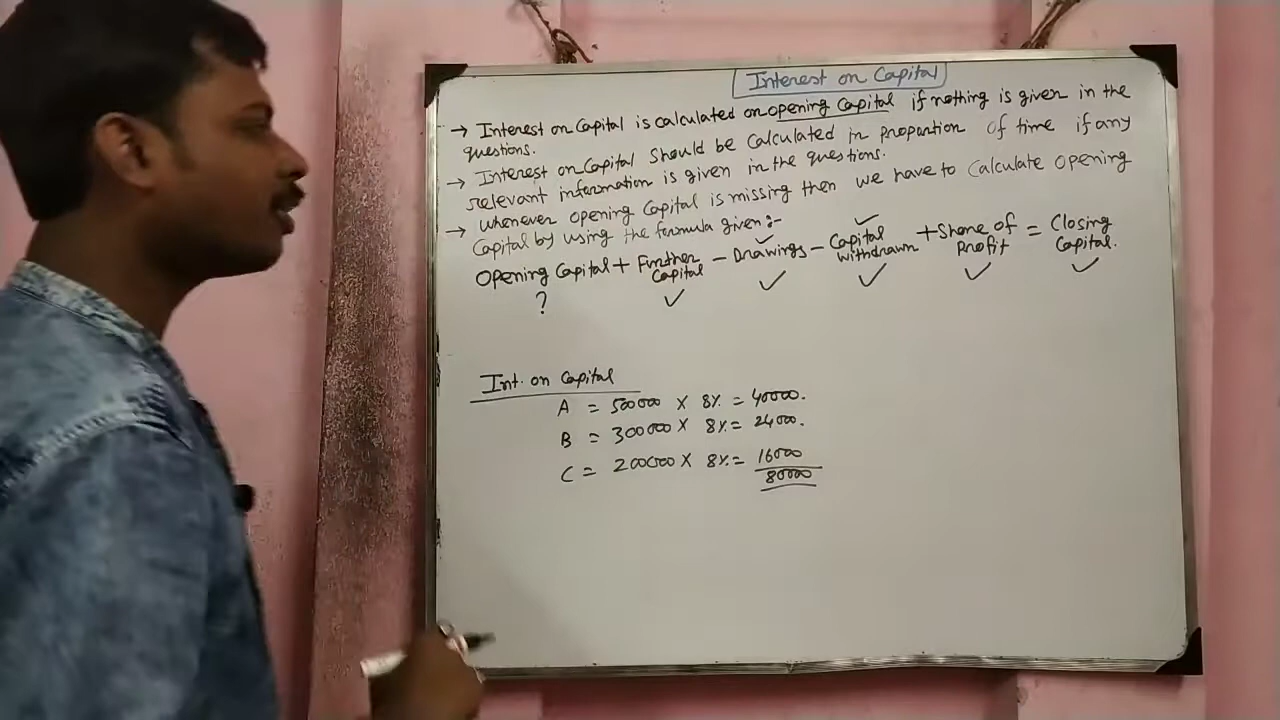 Interest on Capital
→ Interest on Capital is calculated on opening Capital if nothing is given in the
questions.
→ Interest on Capital should be calculated in proportion of time if any
relevant information is given in the questions.
→ whenever opening Capital is missing then we have to calculate opening
Capital by using the formula given :-
Opening Capital + Further Capital - Drawings - Capital withdrawn + Share of Profit = Closing Capital.
?
Int. on Capital
A = 500000 × 8% = 40000.
B = 300000 × 8% = 24000.
C = 200000 × 8% = 16000
80000